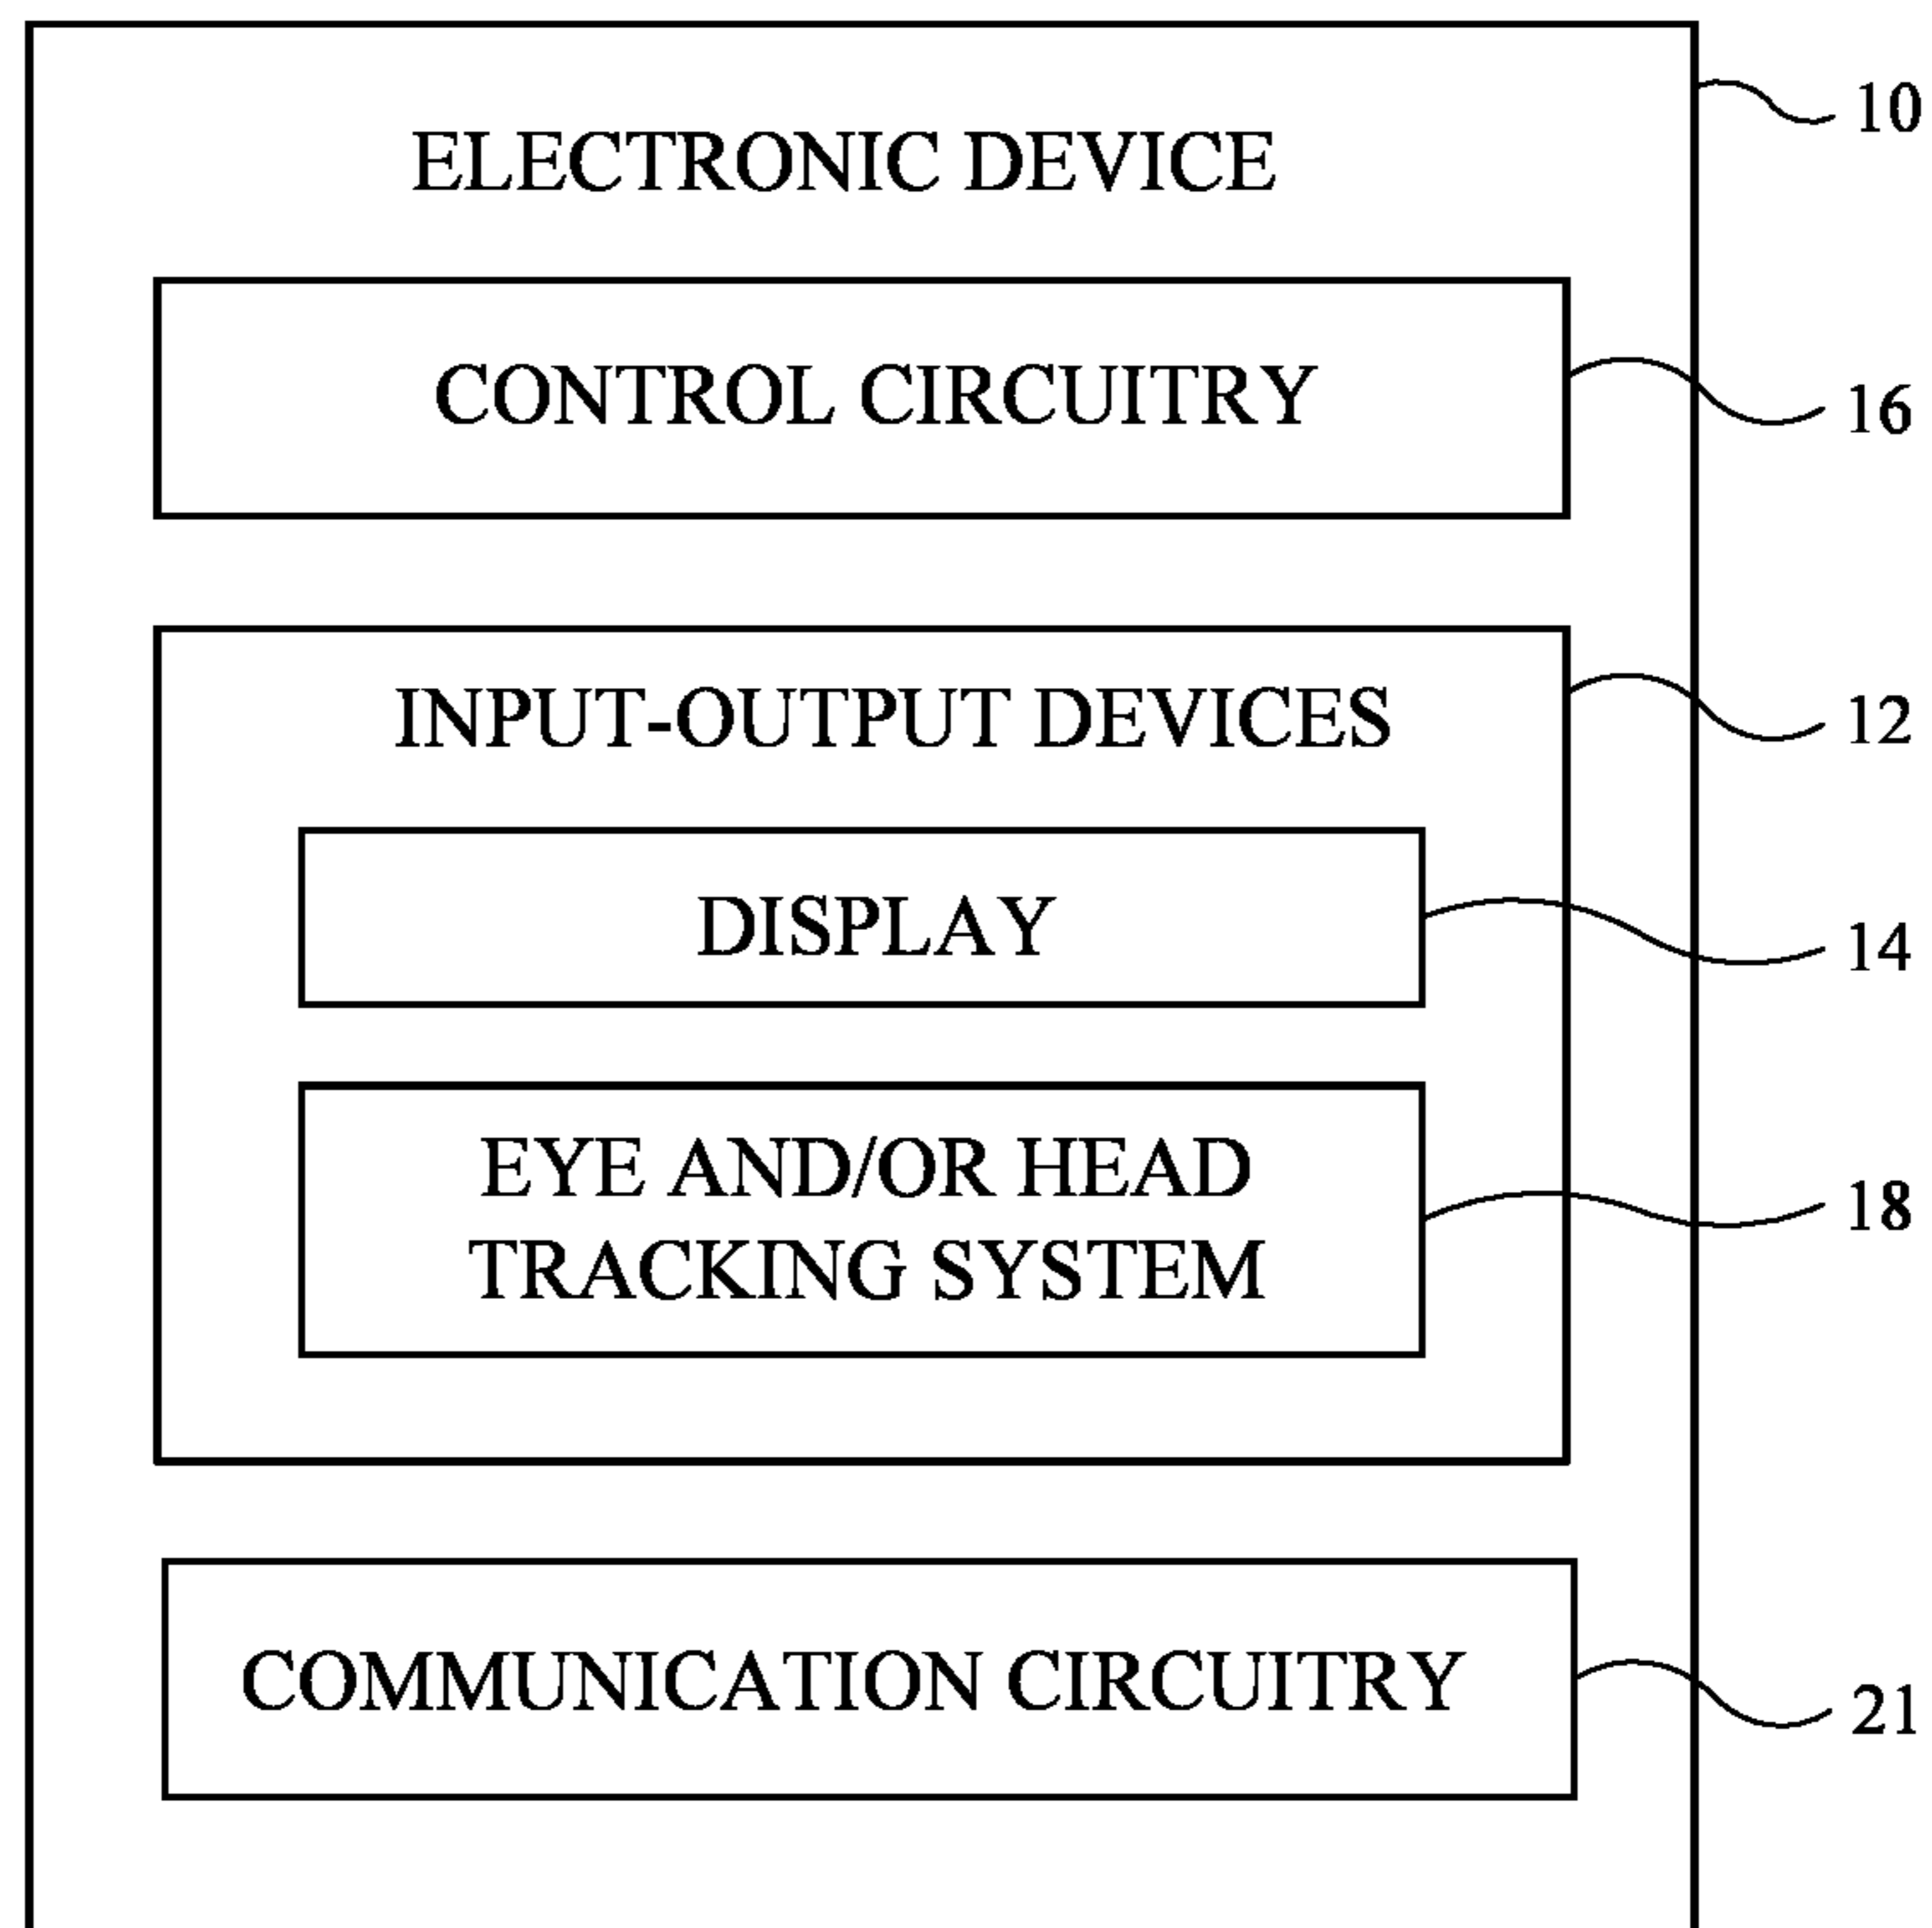 10
ELECTRONIC DEVICE
CONTROL CIRCUITRY
16
INPUT-OUTPUT DEVICES
12
DISPLAY
14
EYE AND/OR HEAD
TRACKING SYSTEM
18
COMMUNICATION CIRCUITRY
21